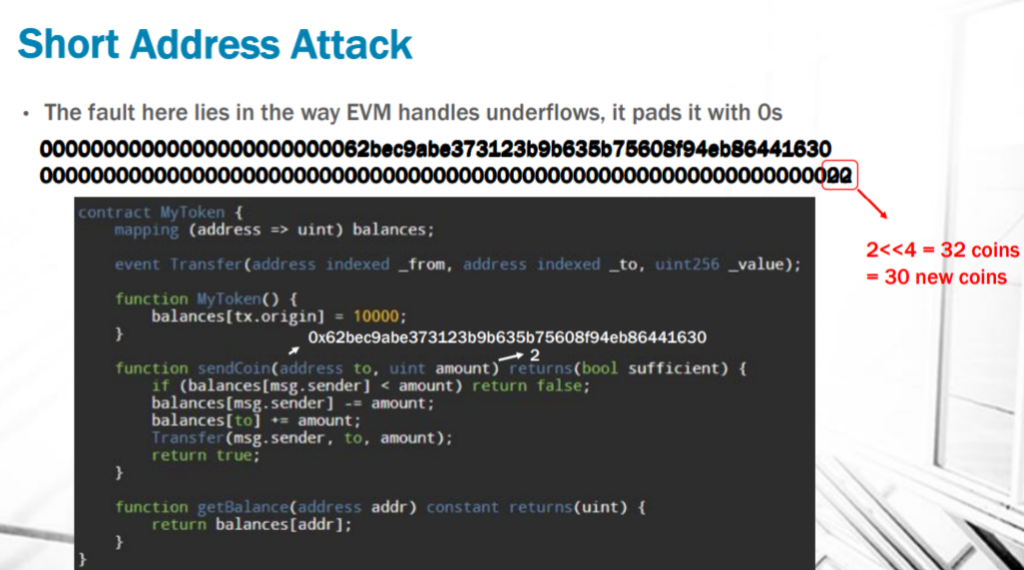 Short Address Attack
• The fault here lies in the way EVM handles underflows, it pads it with 0s
00000000000000000000000062bec9abe373123b9b635b75608f94eb86441630
2<<4 = 32 coins
= 30 new coins
contract MyToken {
mapping (address => uint) balances;
event Transfer(address indexed _from, address indexed _to, uint256 _value);
function MyToken() {
balances[tx.origin] = 10000;
}
0x62bec9abe373123b9b635b75608f94eb86441630
2
function sendCoin(address to, uint amount) returns(bool sufficient) {
if (balances[msg.sender] < amount) return false;
balances[msg.sender] -= amount;
balances[to] += amount;
Transfer(msg.sender, to, amount);
return true;
}
function getBalance(address addr) constant returns(uint) {
return balances[addr];
}
}